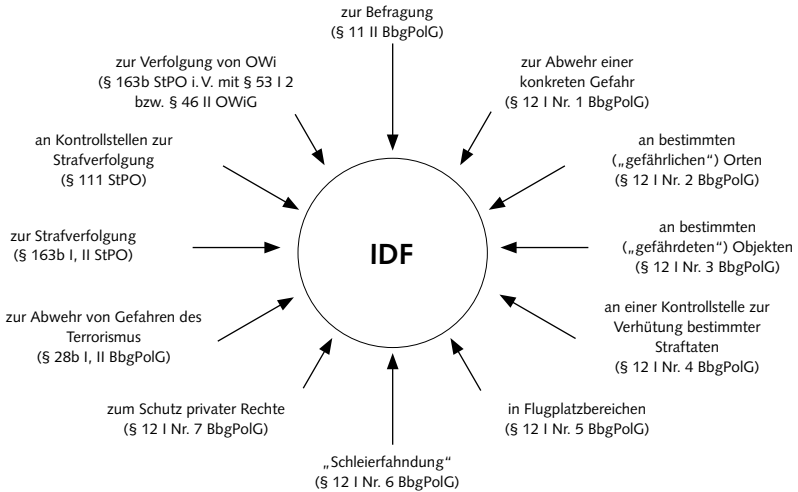 zur Befragung
(§ 11 II BbgPolG)
zur Abwehr einer
konkreten Gefahr
(§ 12 I Nr. 1 BbgPolG)
an bestimmten
(„gefährlichen“) Orten
(§ 12 I Nr. 2 BbgPolG)
an bestimmten
(„gefährdeten“) Objekten
(§ 12 I Nr. 3 BbgPolG)
an einer Kontrollstelle zur
Verhütung bestimmter
Straftaten
(§ 12 I Nr. 4 BbgPolG)
in Flugplatzbereichen
(§ 12 I Nr. 5 BbgPolG)
„Schleierfahndung“
(§ 12 I Nr. 6 BbgPolG)
zum Schutz privater Rechte
(§ 12 I Nr. 7 BbgPolG)
zur Abwehr von Gefahren des
Terrorismus
(§ 28b I, II BbgPolG)
zur Strafverfolgung
(§ 163b I, II StPO)
an Kontrollstellen zur
Strafverfolgung
(§ 111 StPO)
zur Verfolgung von OWi
(§ 163b StPO i. V. mit § 53 I 2
bzw. § 46 II OWiG
IDF